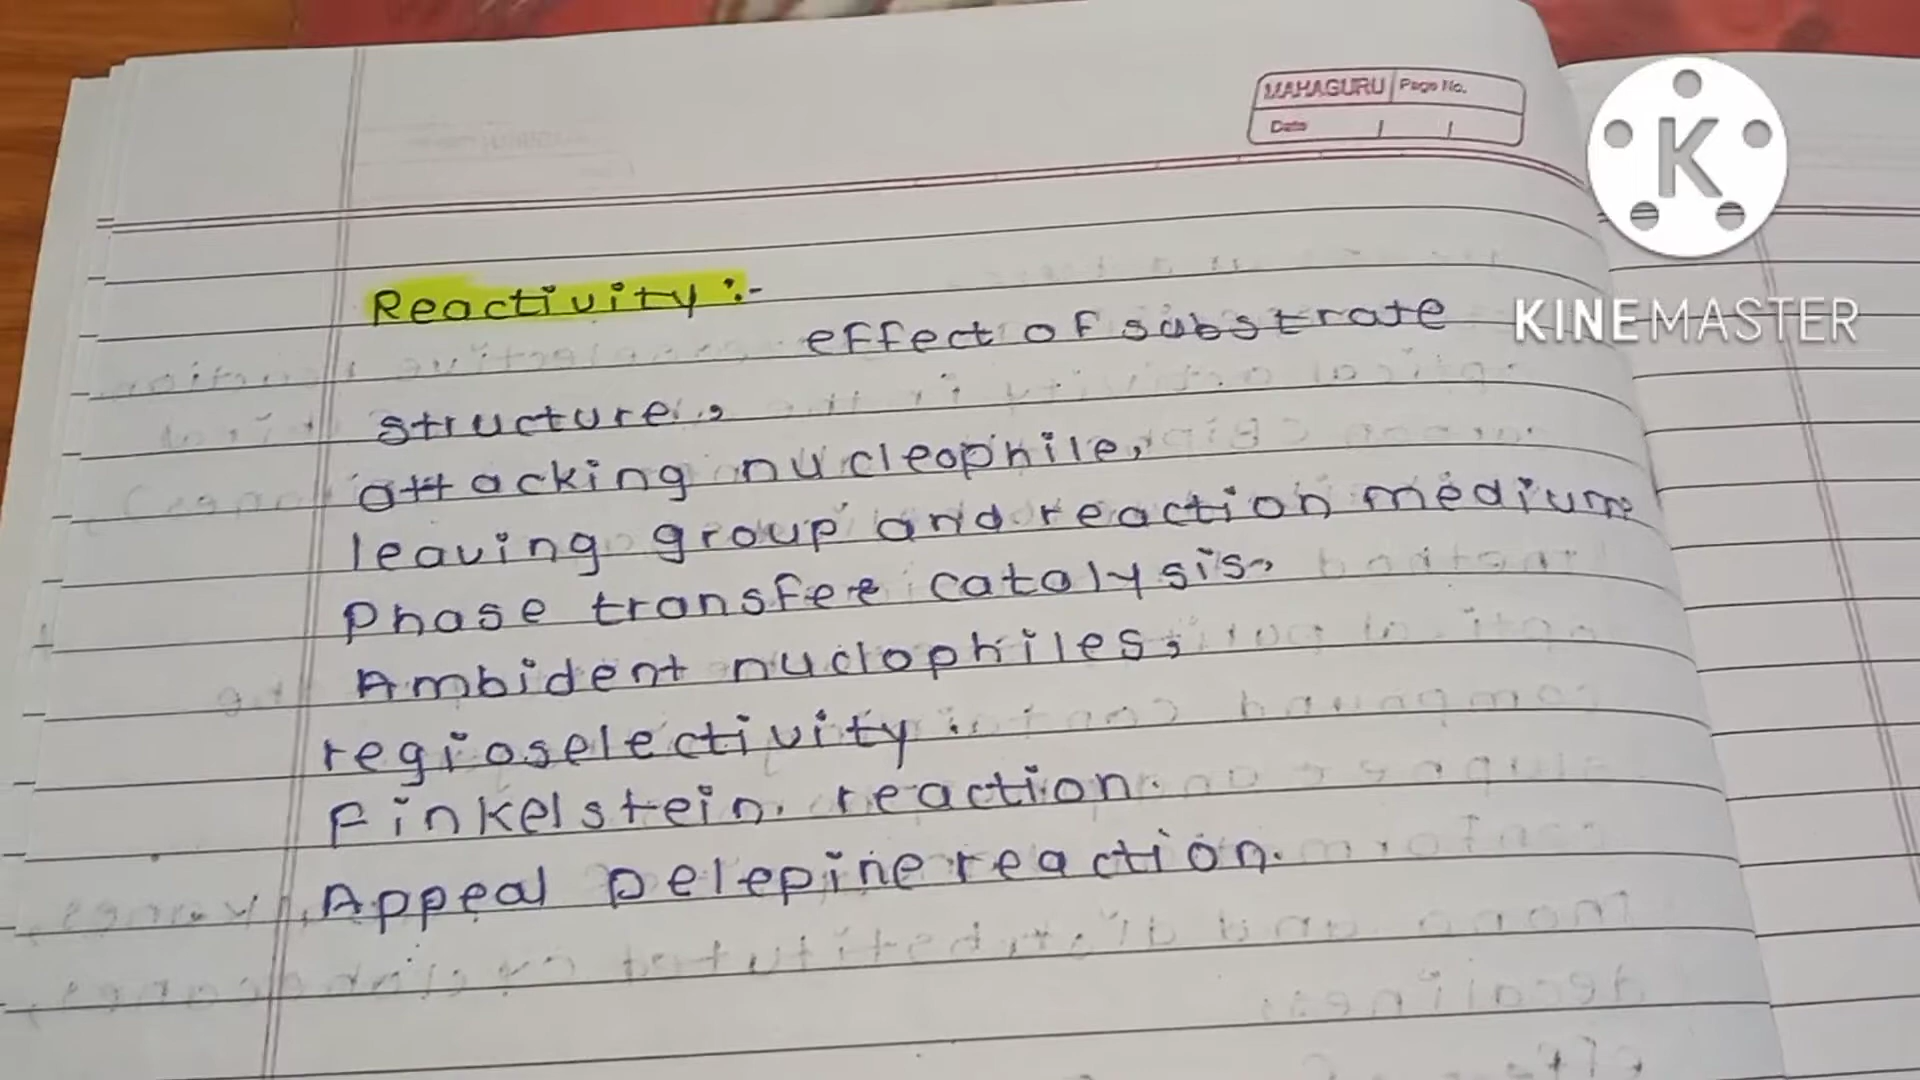 MAHAGURU Page No.
Date / /
K
KINEMASTER
Reactivity :-
effect of substrate
structure,
attacking nucleophile,
leaving group and reaction medium
Phase transfee catalysis,
Ambident nuclophiles,
regioselectivity.
Finkelstein. reaction.
Appeal Delepine reaction.